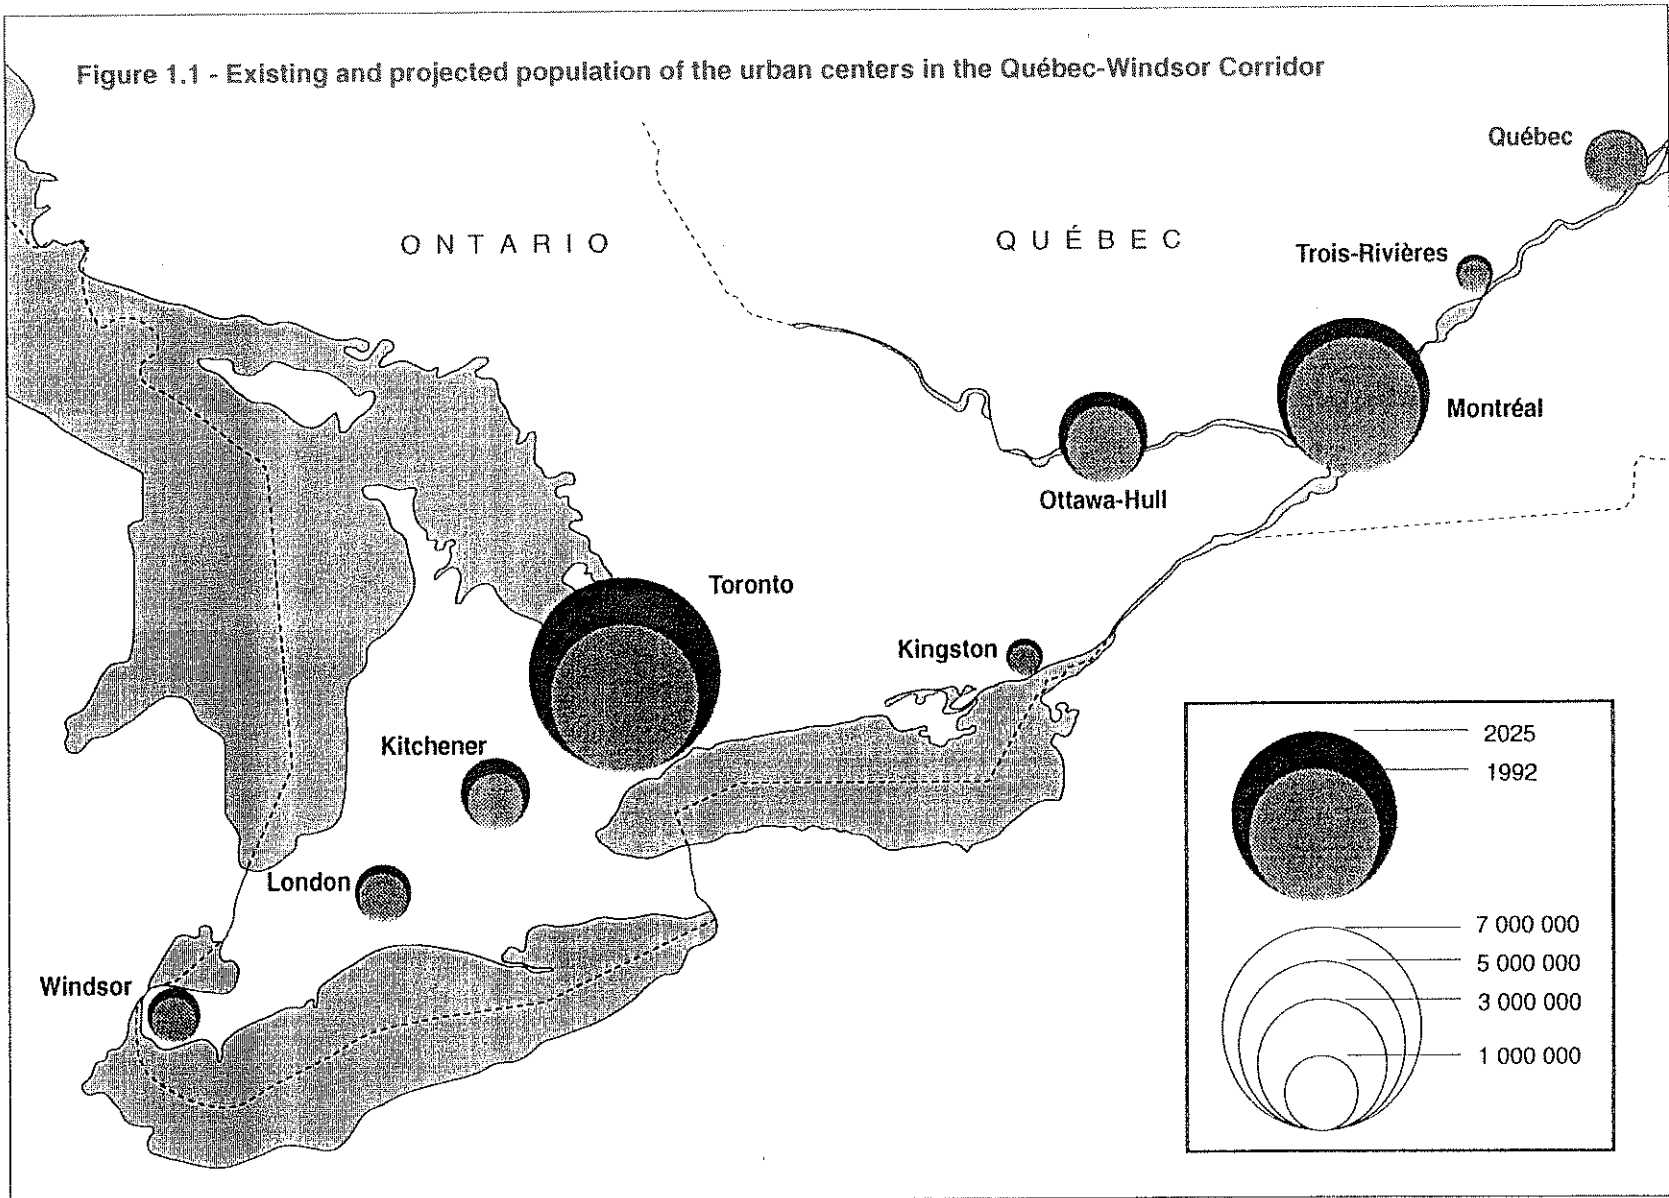 Figure 1.1 - Existing and projected population of the urban centers in the Québec-Windsor Corridor
Québec
ONTARIO
QUÉBEC
Trois-Rivières
Montréal
Ottawa-Hull
Toronto
Kingston
Kitchener
London
Windsor
2025
1992
7 000 000
5 000 000
3 000 000
1 000 000